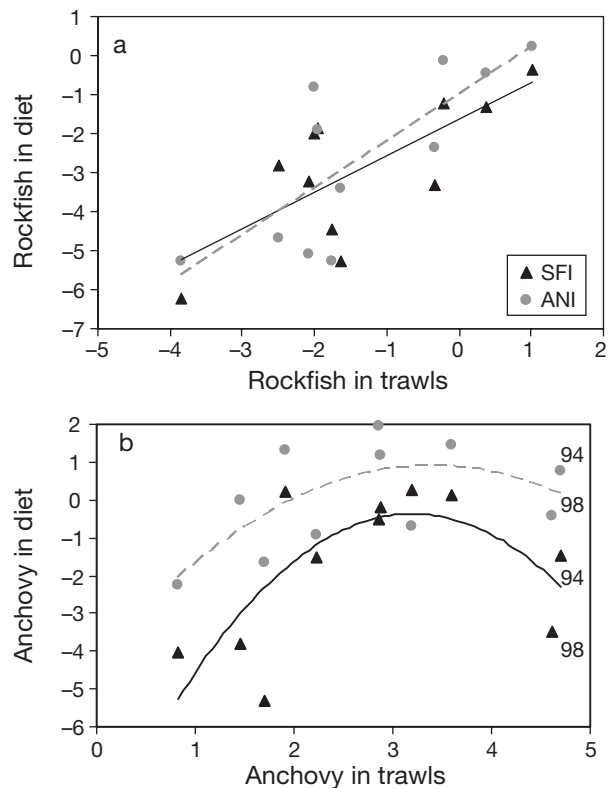 a
1
0
−1
−2
−3
−4
−5
−6
−7
Rockfish in diet
SFI
ANI
−5 −4 −3 −2 −1 0 1 2
Rockfish in trawls
b
2
1
0
−1
−2
−3
−4
−5
−6
Anchovy in diet
94
98
94
98
0 1 2 3 4 5
Anchovy in trawls